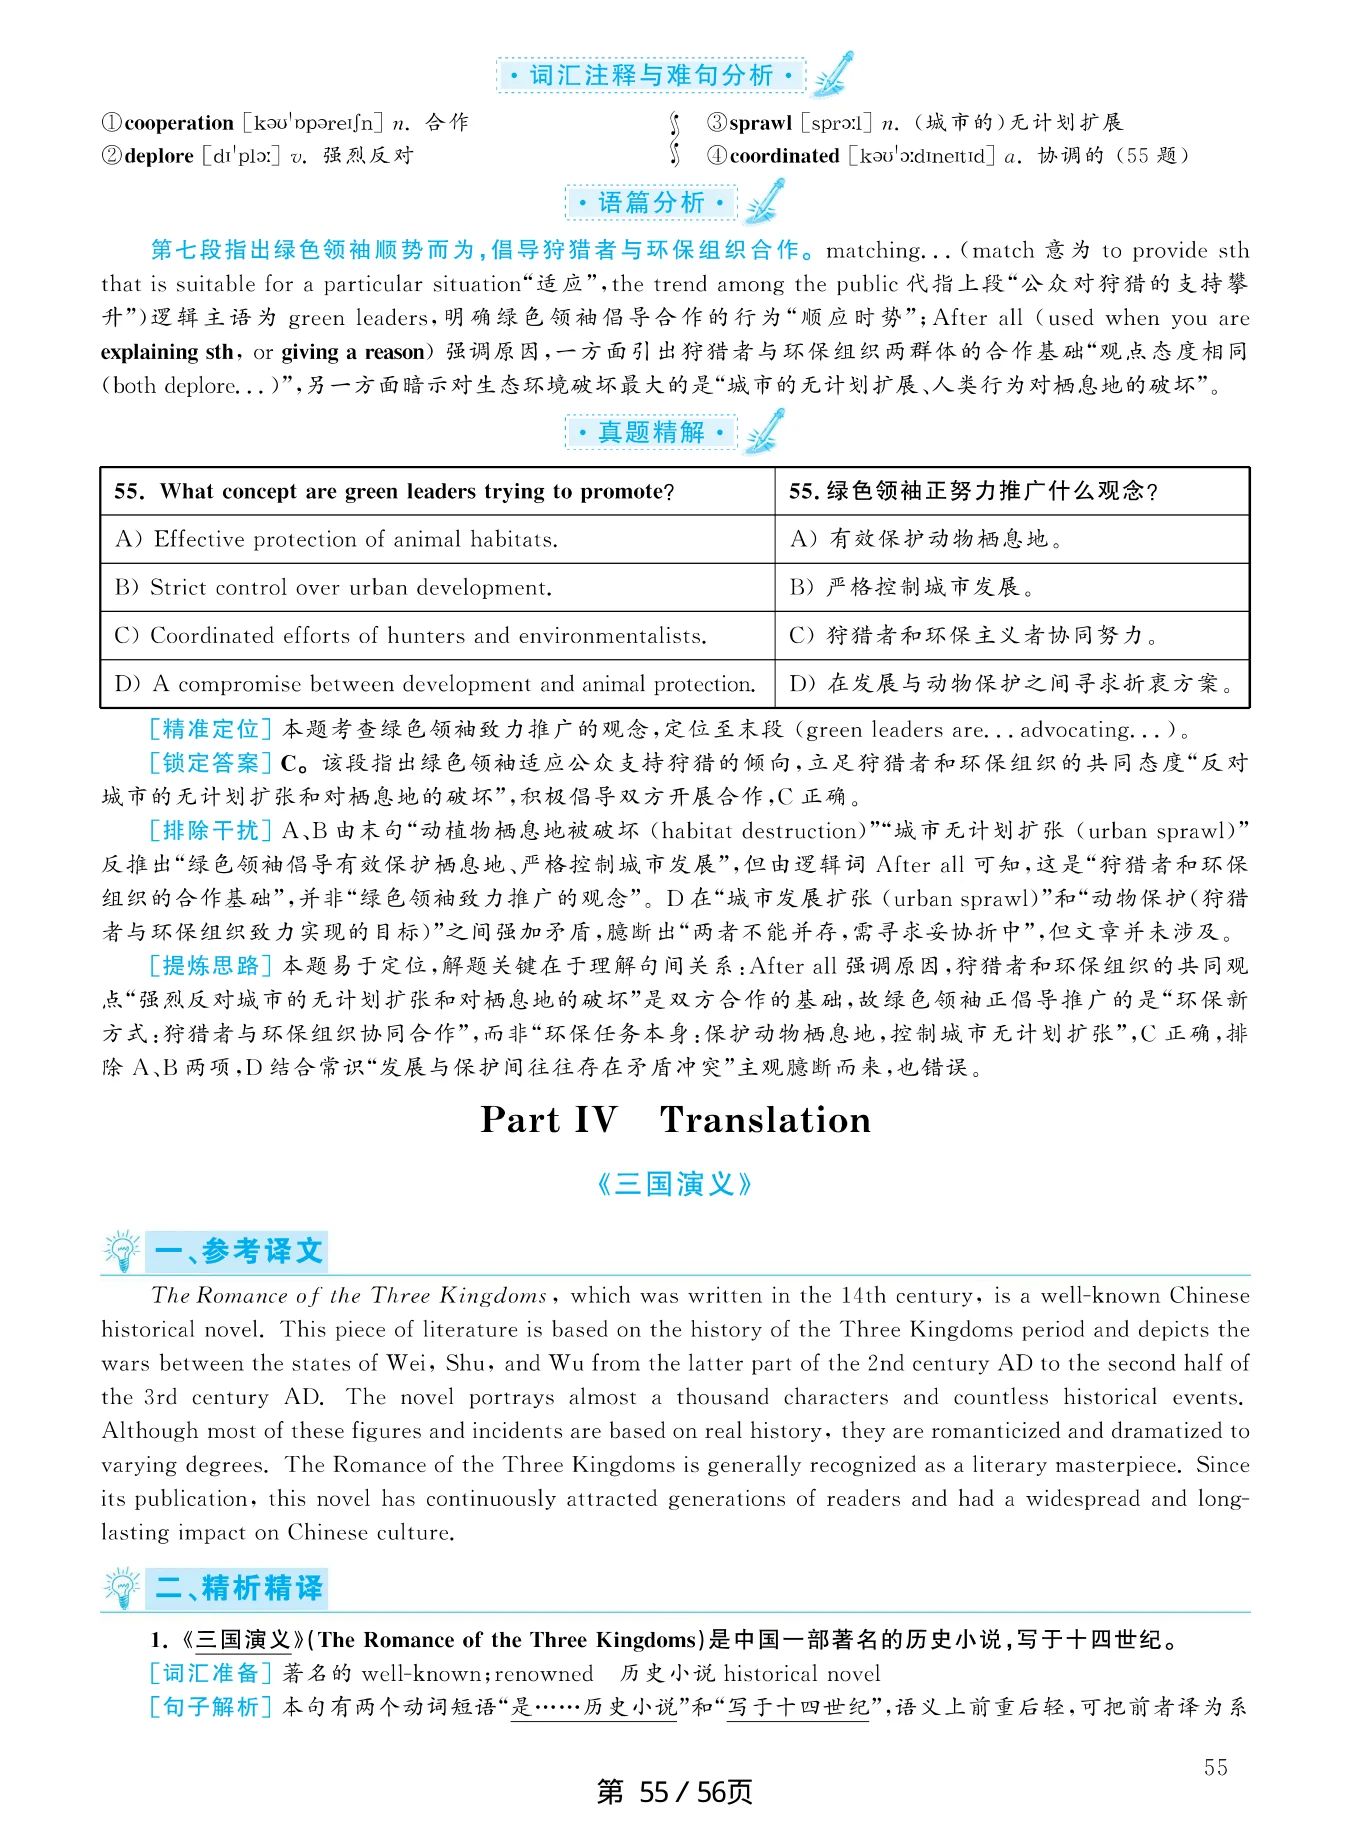 ·词汇注释与难句分析·
①cooperation [kəʊˈɒpəreɪʃn] n. 合作
②deplore [dɪˈplɔː] v. 强烈反对
③sprawl [sprɔːl] n. (城市的)无计划扩展
④coordinated [kəʊˈɔːdɪneɪtɪd] a. 协调的 (55 题)
·语篇分析·
第七段指出绿色领袖顺势而为,倡导狩猎者与环保组织合作。matching...(match 意为 to provide sth
that is suitable for a particular situation“适应”,the trend among the public 代指上段“公众对狩猎的支持攀
升”)逻辑主语为 green leaders,明确绿色领袖倡导合作的行为“顺应时势”;After all (used when you are
explaining sth, or giving a reason) 强调原因,一方面引出狩猎者与环保组织两群体的合作基础“观点态度相同
(both deplore...)”,另一方面暗示对生态环境破坏最大的是“城市的无计划扩展、人类行为对栖息地的破坏”。
·真题精解·
55. What concept are green leaders trying to promote? 55.绿色领袖正努力推广什么观念?
A) Effective protection of animal habitats. A) 有效保护动物栖息地。
B) Strict control over urban development. B) 严格控制城市发展。
C) Coordinated efforts of hunters and environmentalists. C) 狩猎者和环保主义者协同努力。
D) A compromise between development and animal protection. D) 在发展与动物保护之间寻求折衷方案。
[精准定位] 本题考查绿色领袖致力推广的观念,定位至末段 (green leaders are... advocating...)。
[锁定答案] C。该段指出绿色领袖适应公众支持狩猎的倾向,立足狩猎者和环保组织的共同态度“反对
城市的无计划扩张和对栖息地的破坏”,积极倡导双方开展合作,C 正确。
[排除干扰] A、B 由末句“动植物栖息地被破坏 (habitat destruction)”“城市无计划扩张 (urban sprawl)”
反推出“绿色领袖倡导有效保护栖息地、严格控制城市发展”,但由逻辑词 After all 可知,这是“狩猎者和环保
组织的合作基础”,并非“绿色领袖致力推广的观念”。D 在“城市发展扩张 (urban sprawl)”和“动物保护(狩猎
者与环保组织致力实现的目标)”之间强加矛盾,臆断出“两者不能并存,需寻求妥协折中”,但文章并未涉及。
[提炼思路] 本题易于定位,解题关键在于理解句间关系:After all 强调原因,狩猎者和环保组织的共同观
点“强烈反对城市的无计划扩张和对栖息地的破坏”是双方合作的基础,故绿色领袖正倡导推广的是“环保新
方式:狩猎者与环保组织协同合作”,而非“环保任务本身:保护动物栖息地,控制城市无计划扩张”,C 正确,排
除 A、B 两项,D 结合常识“发展与保护间往往存在矛盾冲突”主观臆断而来,也错误。
Part IV Translation
《三国演义》
一、参考译文
The Romance of the Three Kingdoms, which was written in the 14th century, is a well-known Chinese
historical novel. This piece of literature is based on the history of the Three Kingdoms period and depicts the
wars between the states of Wei, Shu, and Wu from the latter part of the 2nd century AD to the second half of
the 3rd century AD. The novel portrays almost a thousand characters and countless historical events.
Although most of these figures and incidents are based on real history, they are romanticized and dramatized to
varying degrees. The Romance of the Three Kingdoms is generally recognized as a literary masterpiece. Since
its publication, this novel has continuously attracted generations of readers and had a widespread and long-
lasting impact on Chinese culture.
二、精析精译
1.《三国演义》(The Romance of the Three Kingdoms)是中国一部著名的历史小说,写于十四世纪。
[词汇准备] 著名的 well-known;renowned 历史小说 historical novel
[句子解析] 本句有两个动词短语“是……历史小说”和“写于十四世纪”,语义上前重后轻,可把前者译为系
55
第 55 / 56页